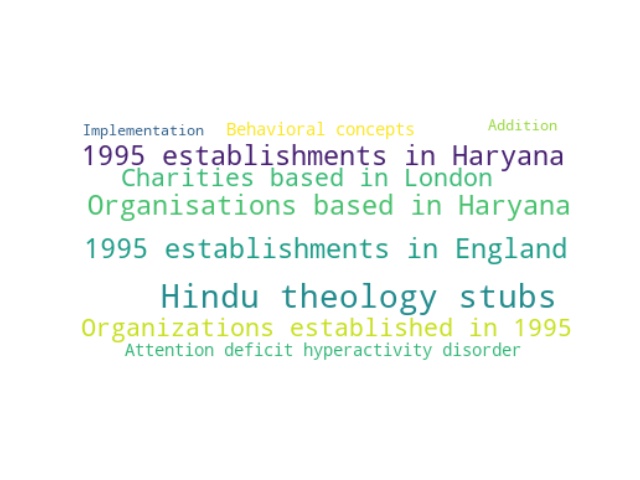 Implementation Behavioral concepts Addition
1995 establishments in Haryana
Charities based in London
Organisations based in Haryana
1995 establishments in England
Hindu theology stubs
Organizations established in 1995
Attention deficit hyperactivity disorder